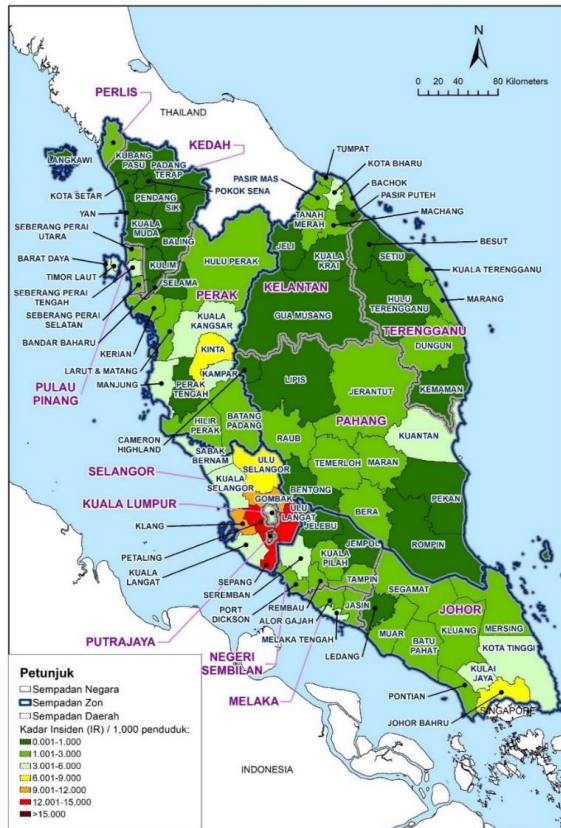 N
0 20 40 80 Kilometers
PERLIS
THAILAND
KEDAH
TUMPAT
LANGKAWI
KUBANG
PASU
PADANG
TERAP
PASIR MAS
KOTA BHARU
BACHOK
KOTA SETAR
PENDANG
POKOK SENA
PASIR PUTEH
SIK
TANAH
MERAH
MACHANG
YAN
KUALA
MUDA
BALING
JELI
BESUT
SEBERANG PERAI
UTARA
KUALA
KRAI
SETIU
BARAT DAYA
KULIM
HULU PERAK
KUALA TERENGGANU
TIMOR LAUT
SELAMA
PERAK
KELANTAN
HULU
TERENGGANU
MARANG
SEBERANG PERAI
TENGAH
GUA MUSANG
SEBERANG PERAI
SELATAN
KUALA
KANGSAR
TERENGGANU
BANDAR BAHARU
DUNGUN
KERIAN
KINTA
LARUT & MATANG
KAMPAR
LIPIS
JERANTUT
KEMAMAN
PULAU
PINANG
MANJUNG
PERAK
TENGAH
PAHANG
KUANTAN
CAMERON
HIGHLAND
HILIR
PERAK
BATANG
PADANG
RAUB
SABAK
BERNAM
TEMERLOH
MARAN
SELANGOR
ULU
SELANGOR
KUALA
SELANGOR
KUALA LUMPUR
GOMBAK
BENTONG
PEKAN
ULU
LANGAT
BERA
KLANG
JELEBU
ROMPIN
PETALING
JEMPOL
KUALA
LANGAT
KUALA
PILAH
SEPANG
TAMPIN
SEGAMAT
SEREMBAN
JOHOR
PORT
DICKSON
REMBAU
JASIN
KLUANG
MERSING
PUTRAJAYA
ALOR GAJAH
MELAKA TENGAH
LEDANG
MUAR
BATU
PAHAT
KOTA TINGGI
NEGERI
SEMBILAN
KULAI
JAYA
MELAKA
PONTIAN
JOHOR BAHRU
SINGAPORE
INDONESIA
Petunjuk
Sempadan Negara
Sempadan Zon
Sempadan Daerah
Kadar Insiden (IR) / 1,000 penduduk:
0.001-1.000
1.001-3.000
3.001-6.000
6.001-9.000
9.001-12.000
12.001-15.000
>15.000